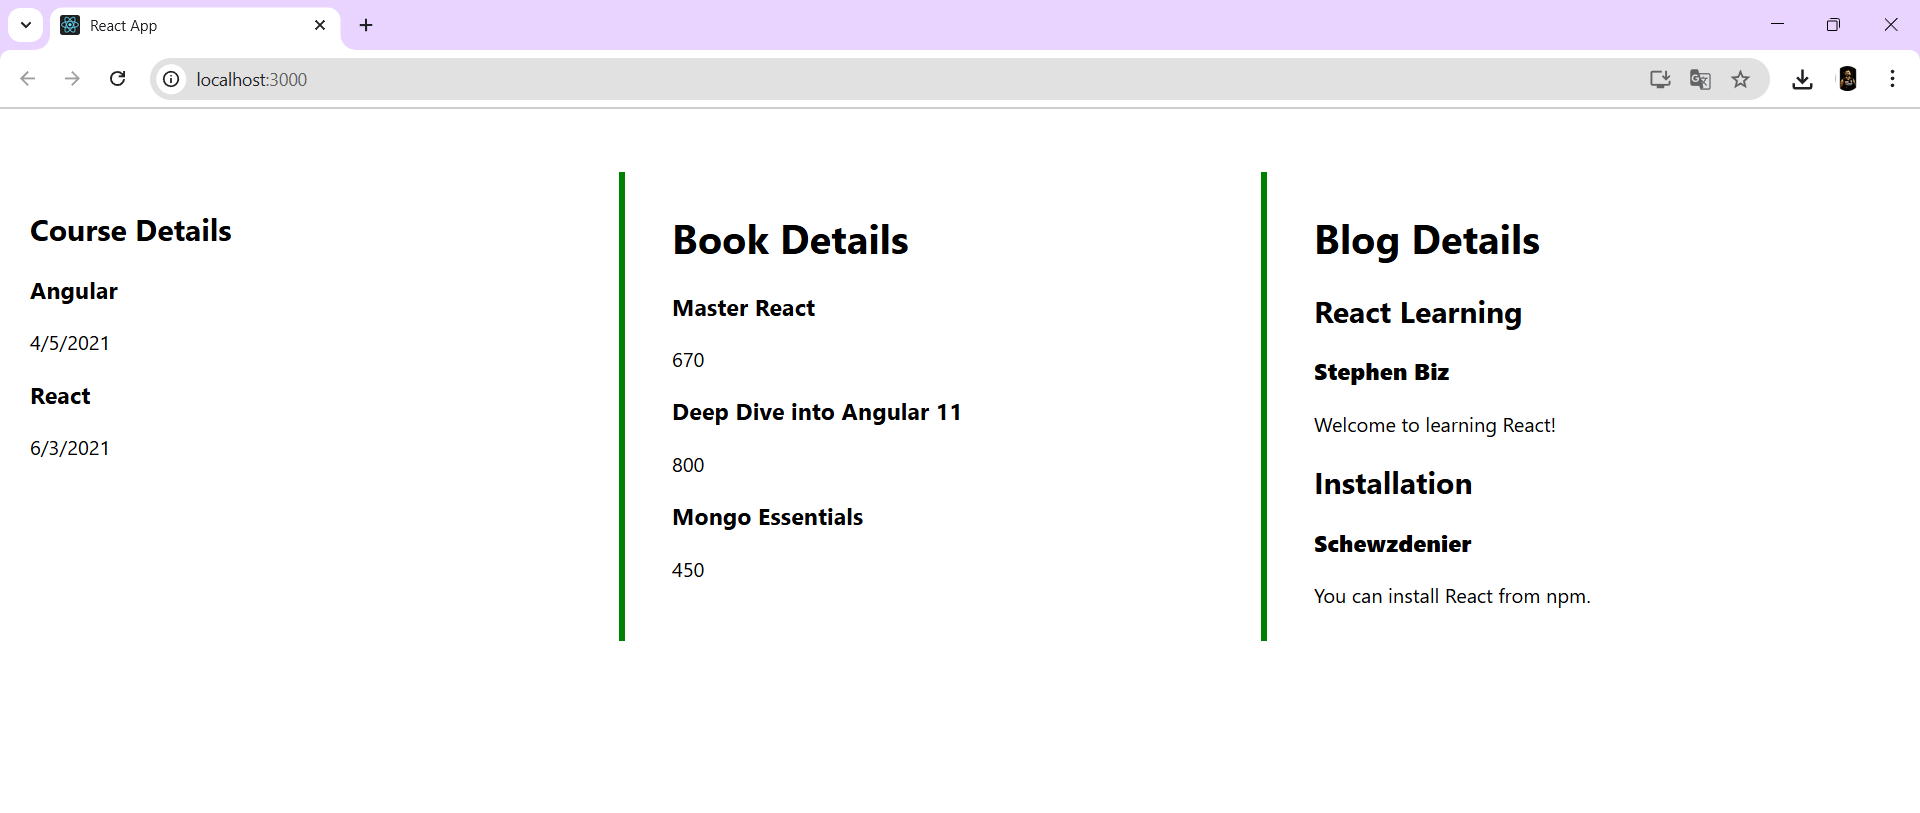 React App
localhost:3000
Course Details
Angular
4/5/2021
React
6/3/2021
Book Details
Master React
670
Deep Dive into Angular 11
800
Mongo Essentials
450
Blog Details
React Learning
Stephen Biz
Welcome to learning React!
Installation
Schewzdenier
You can install React from npm.